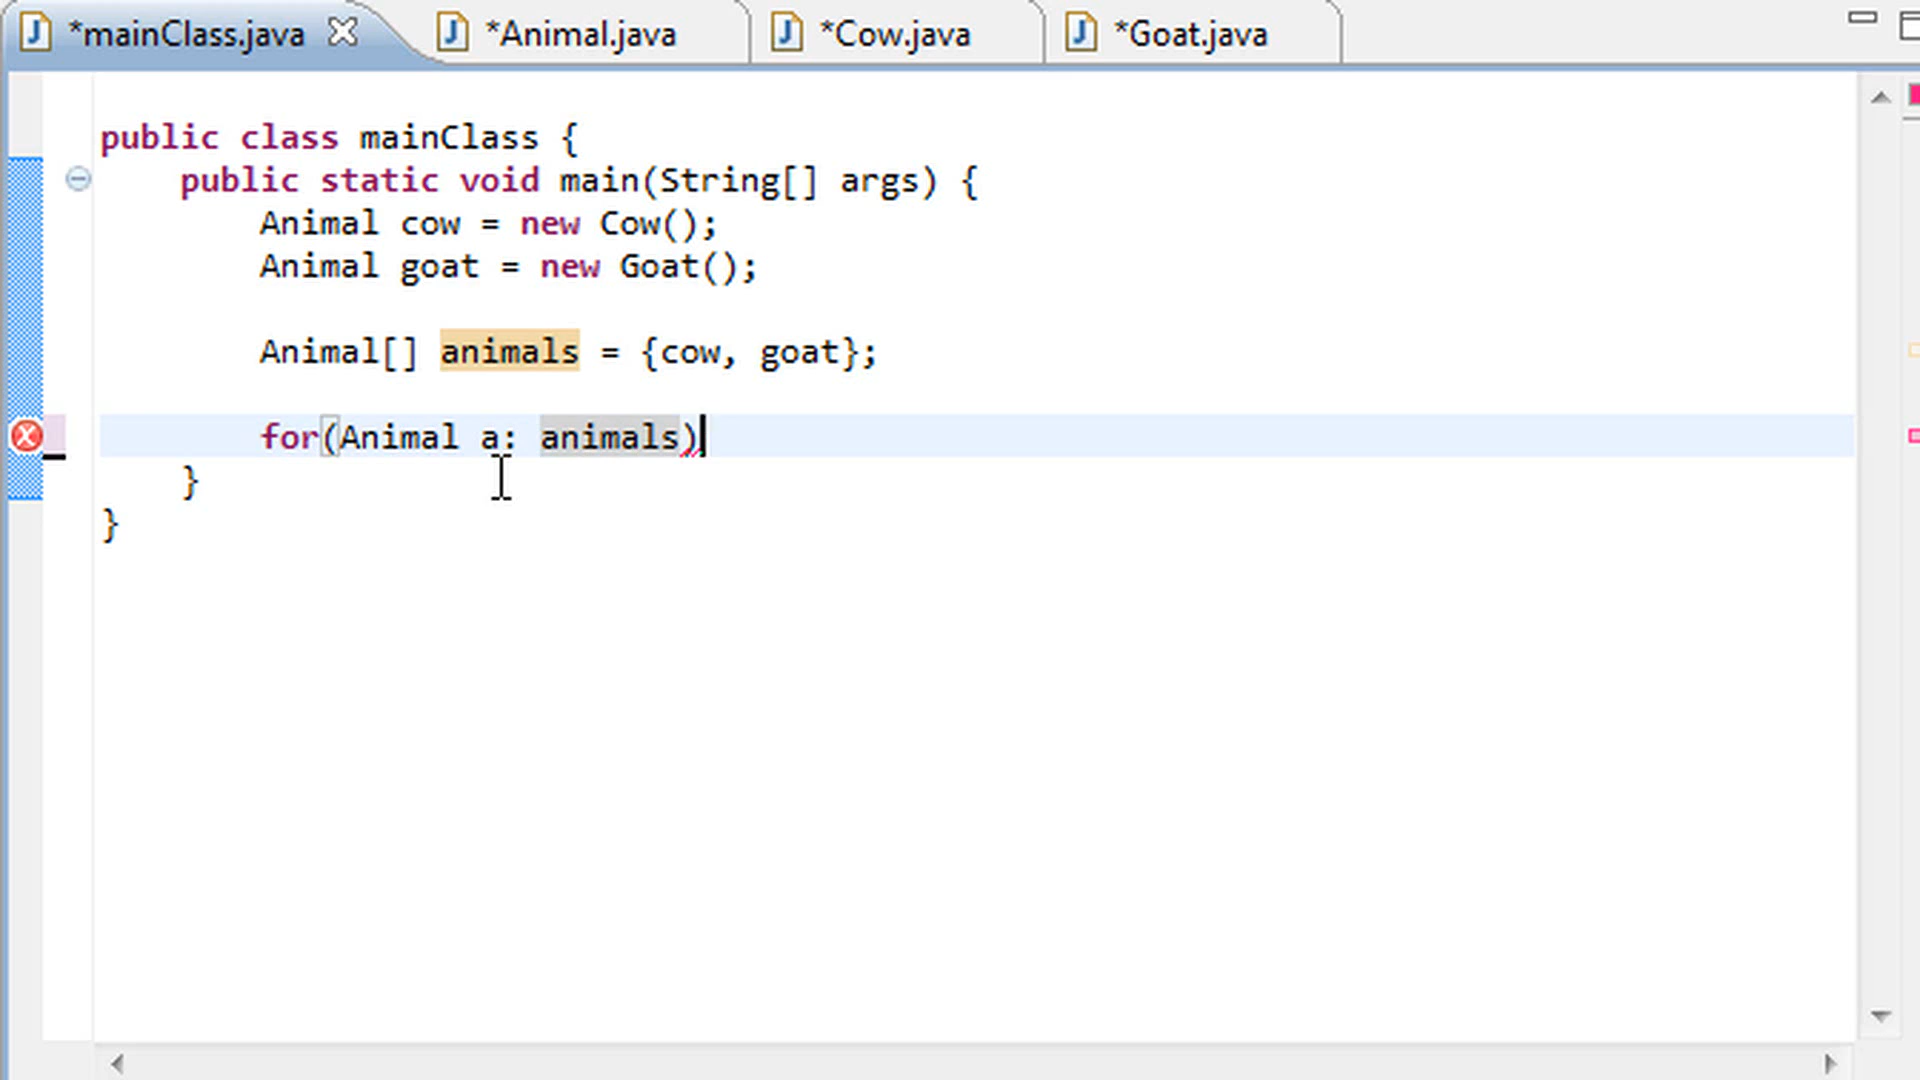 *mainClass.java *Animal.java *Cow.java *Goat.java
public class mainClass {
public static void main(String[] args) {
Animal cow = new Cow();
Animal goat = new Goat();
Animal[] animals = {cow, goat};
for(Animal a: animals)
}
}